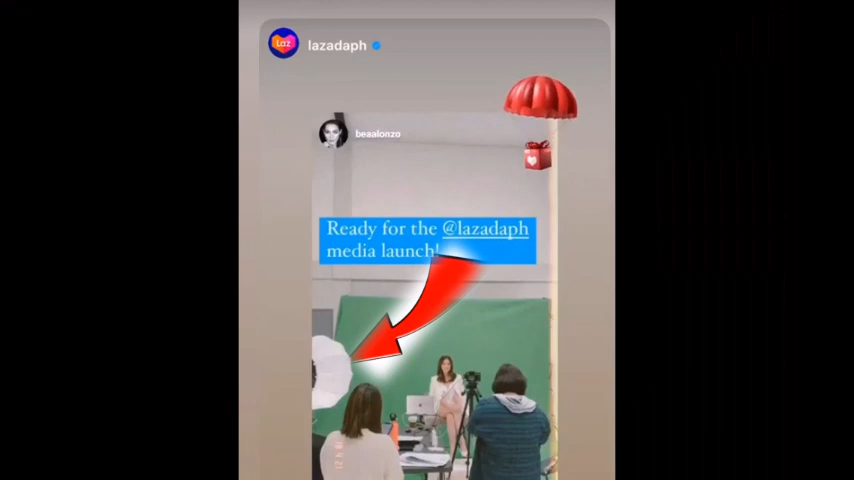 Laz
lazadaph
beaalonzo
Ready for the @lazadaph
media launch!